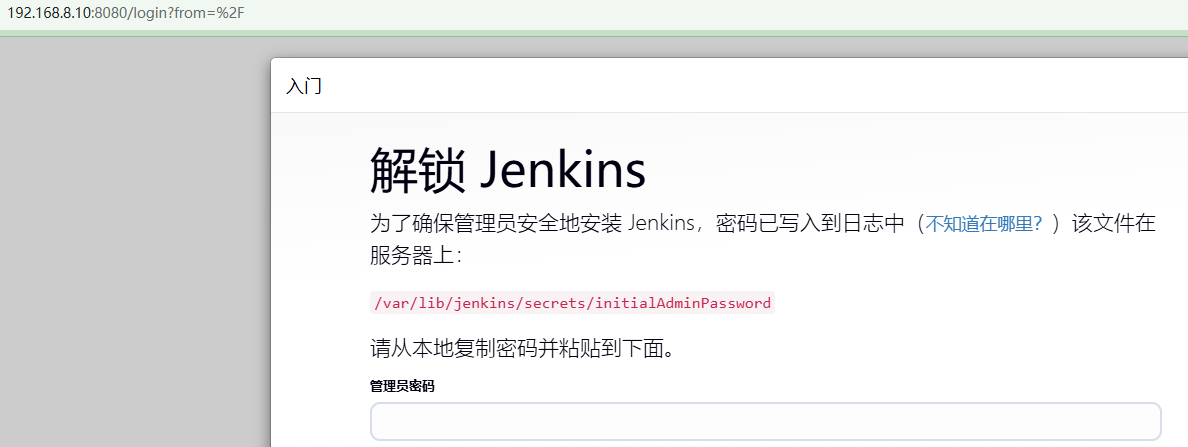 192.168.8.10:8080/login?from=%2F
入门
解锁 Jenkins
为了确保管理员安全地安装 Jenkins，密码已写入到日志中（不知道在哪里？）该文件在
服务器上：
/var/lib/jenkins/secrets/initialAdminPassword
请从本地复制密码并粘贴到下面。
管理员密码